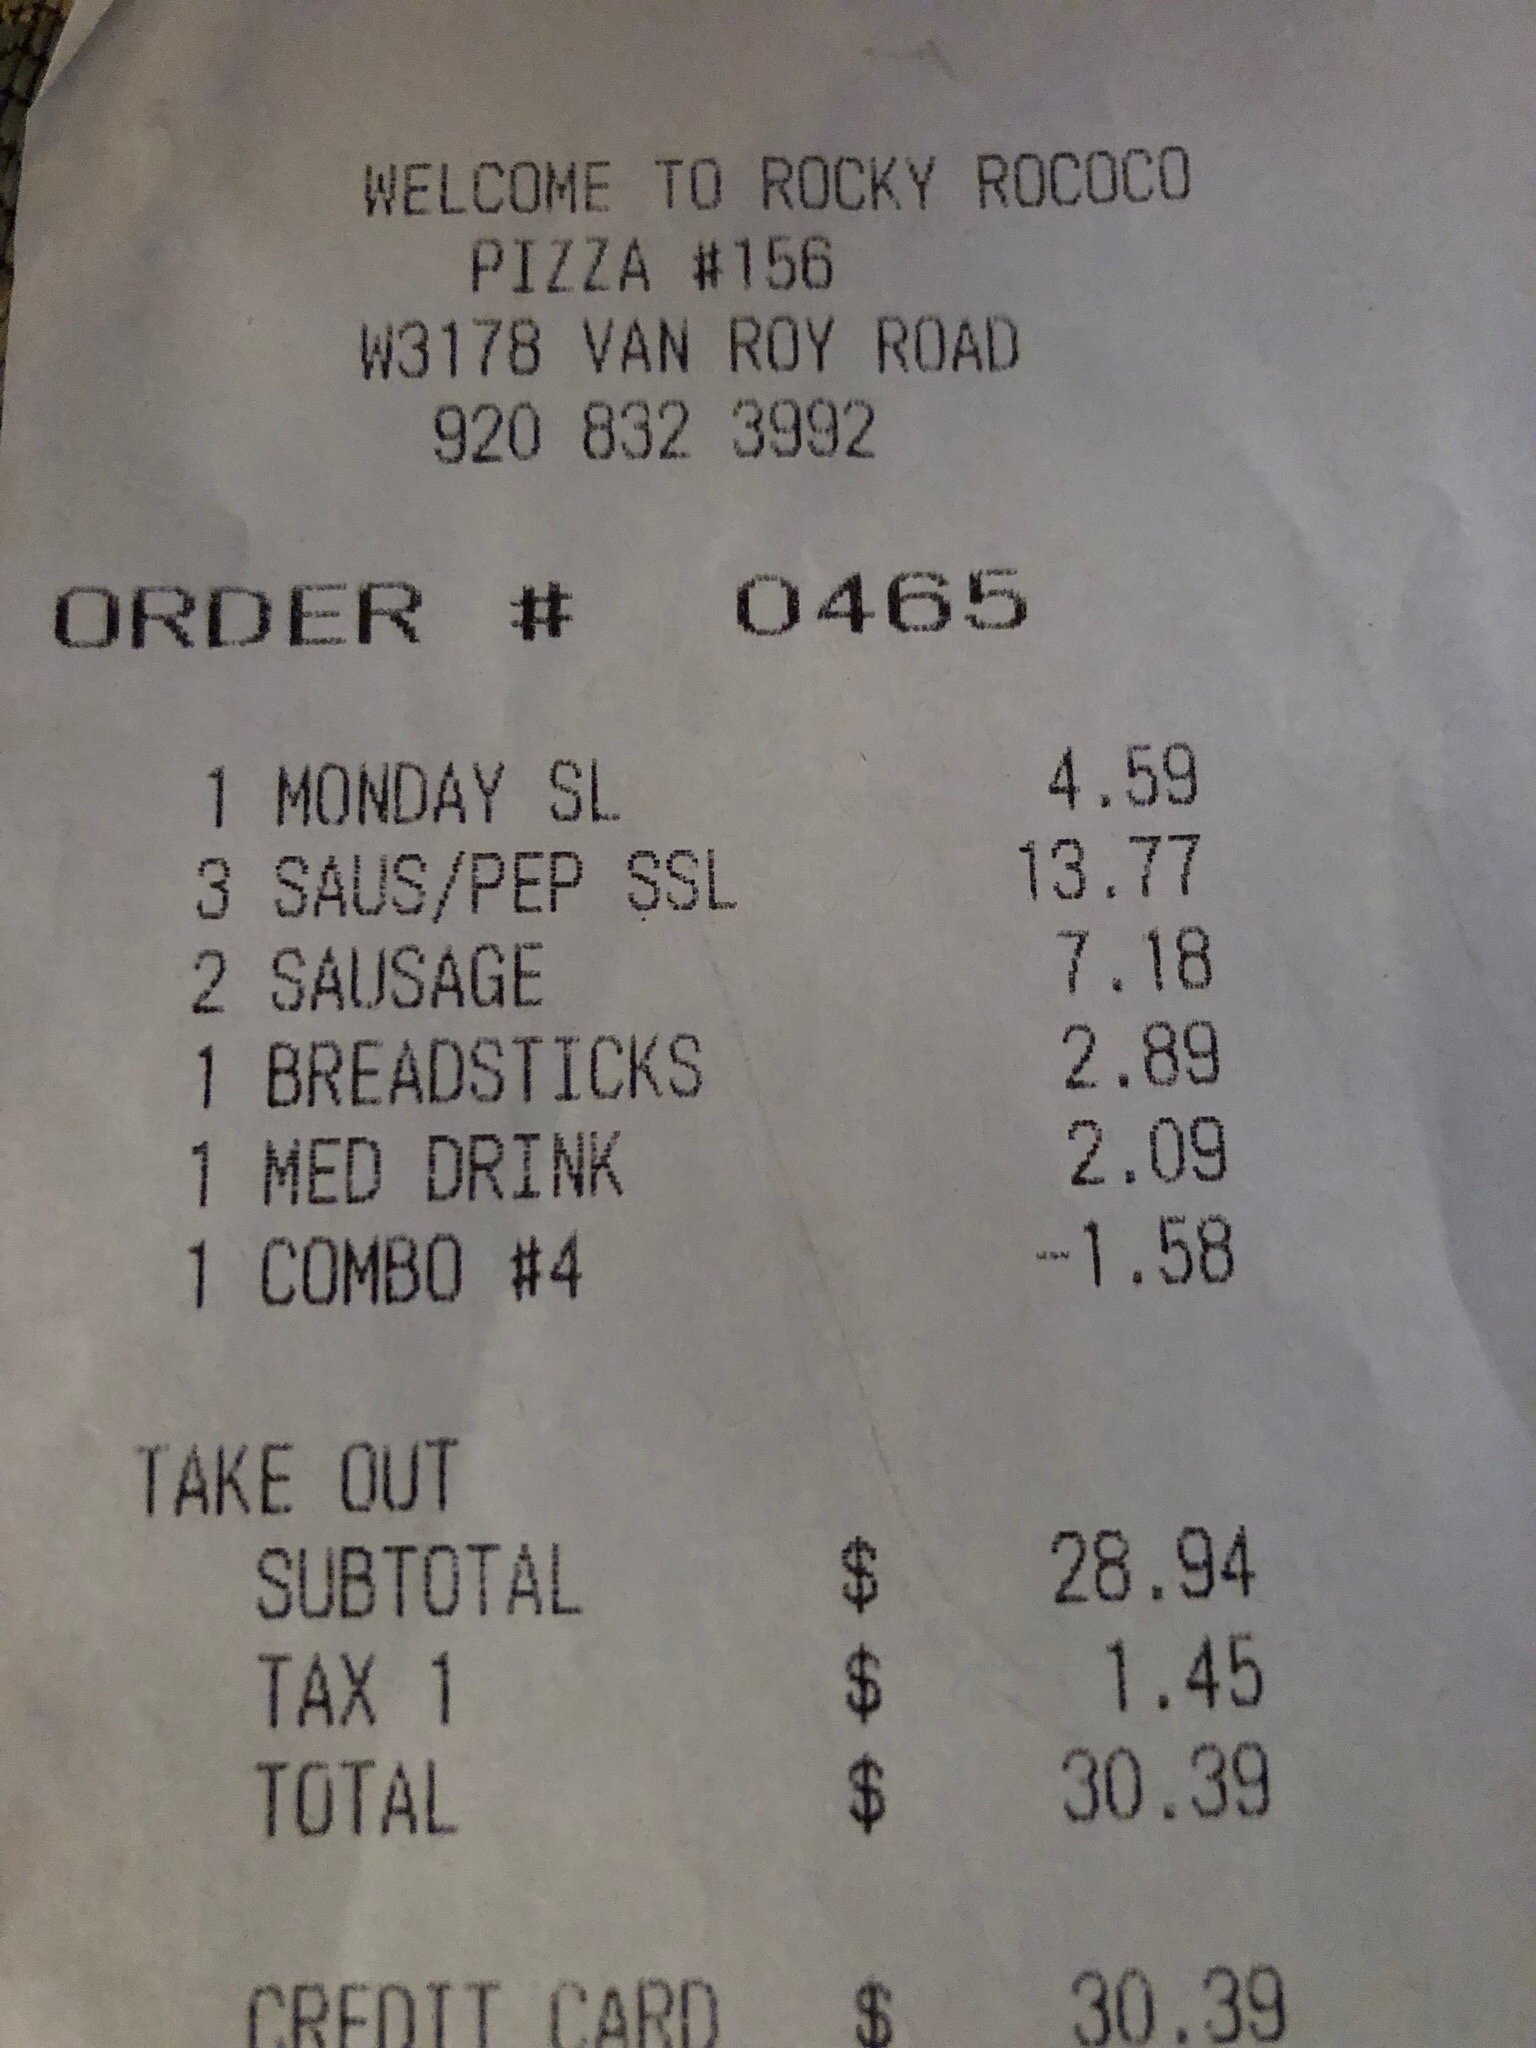 WELCOME TO ROCKY ROCOCO
PIZZA #156
W3178 VAN ROY ROAD
920 832 3992
ORDER # 0465
1 MONDAY SL 4.59
3 SAUS/PEP SSL 13.77
2 SAUSAGE 7.18
1 BREADSTICKS 2.89
1 MED DRINK 2.09
1 COMBO #4 -1.58
TAKE OUT
SUBTOTAL $ 28.94
TAX 1 $ 1.45
TOTAL $ 30.39
CREDIT CARD $ 30.39